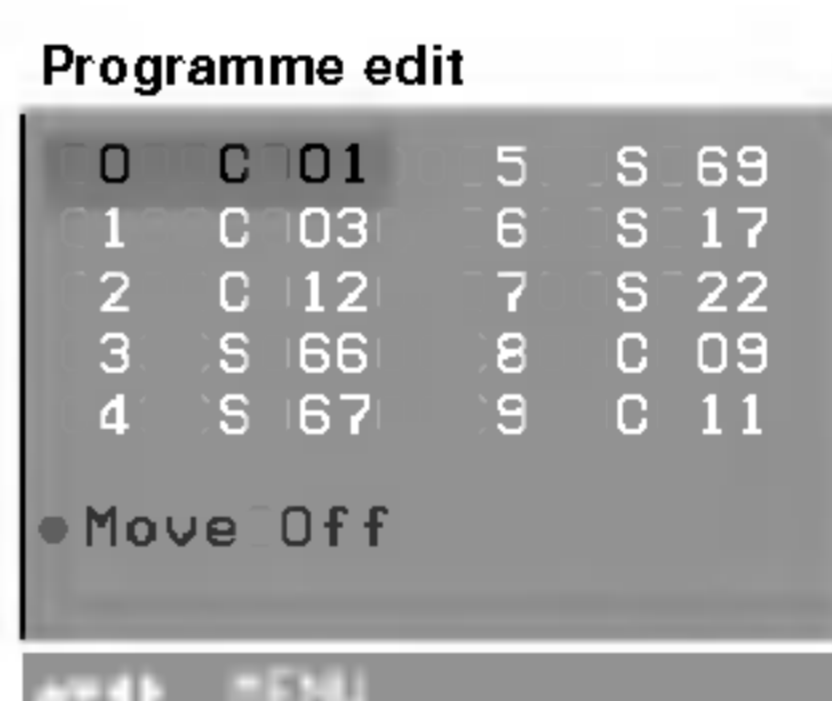 Programme edit
0 C 01 5 S 69
1 C 03 6 S 17
2 C 12 7 S 22
3 S 66 8 C 09
4 S 67 9 C 11
Move Off
MENU